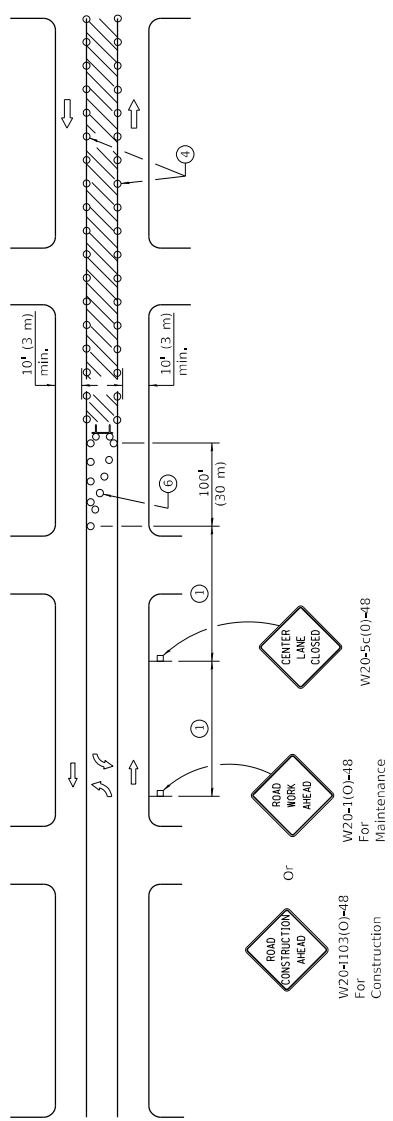 10' (3 m)
min.
10' (3 m)
min.
4
6
100'
(30 m)
1
1
ROAD
CONSTRUCTION
AHEAD
W20-I103(O)-48
For
Construction
Or
ROAD
WORK
AHEAD
W20-1(O)-48
For
Maintenance
CENTER
LANE
CLOSED
W20-5c(0)-48